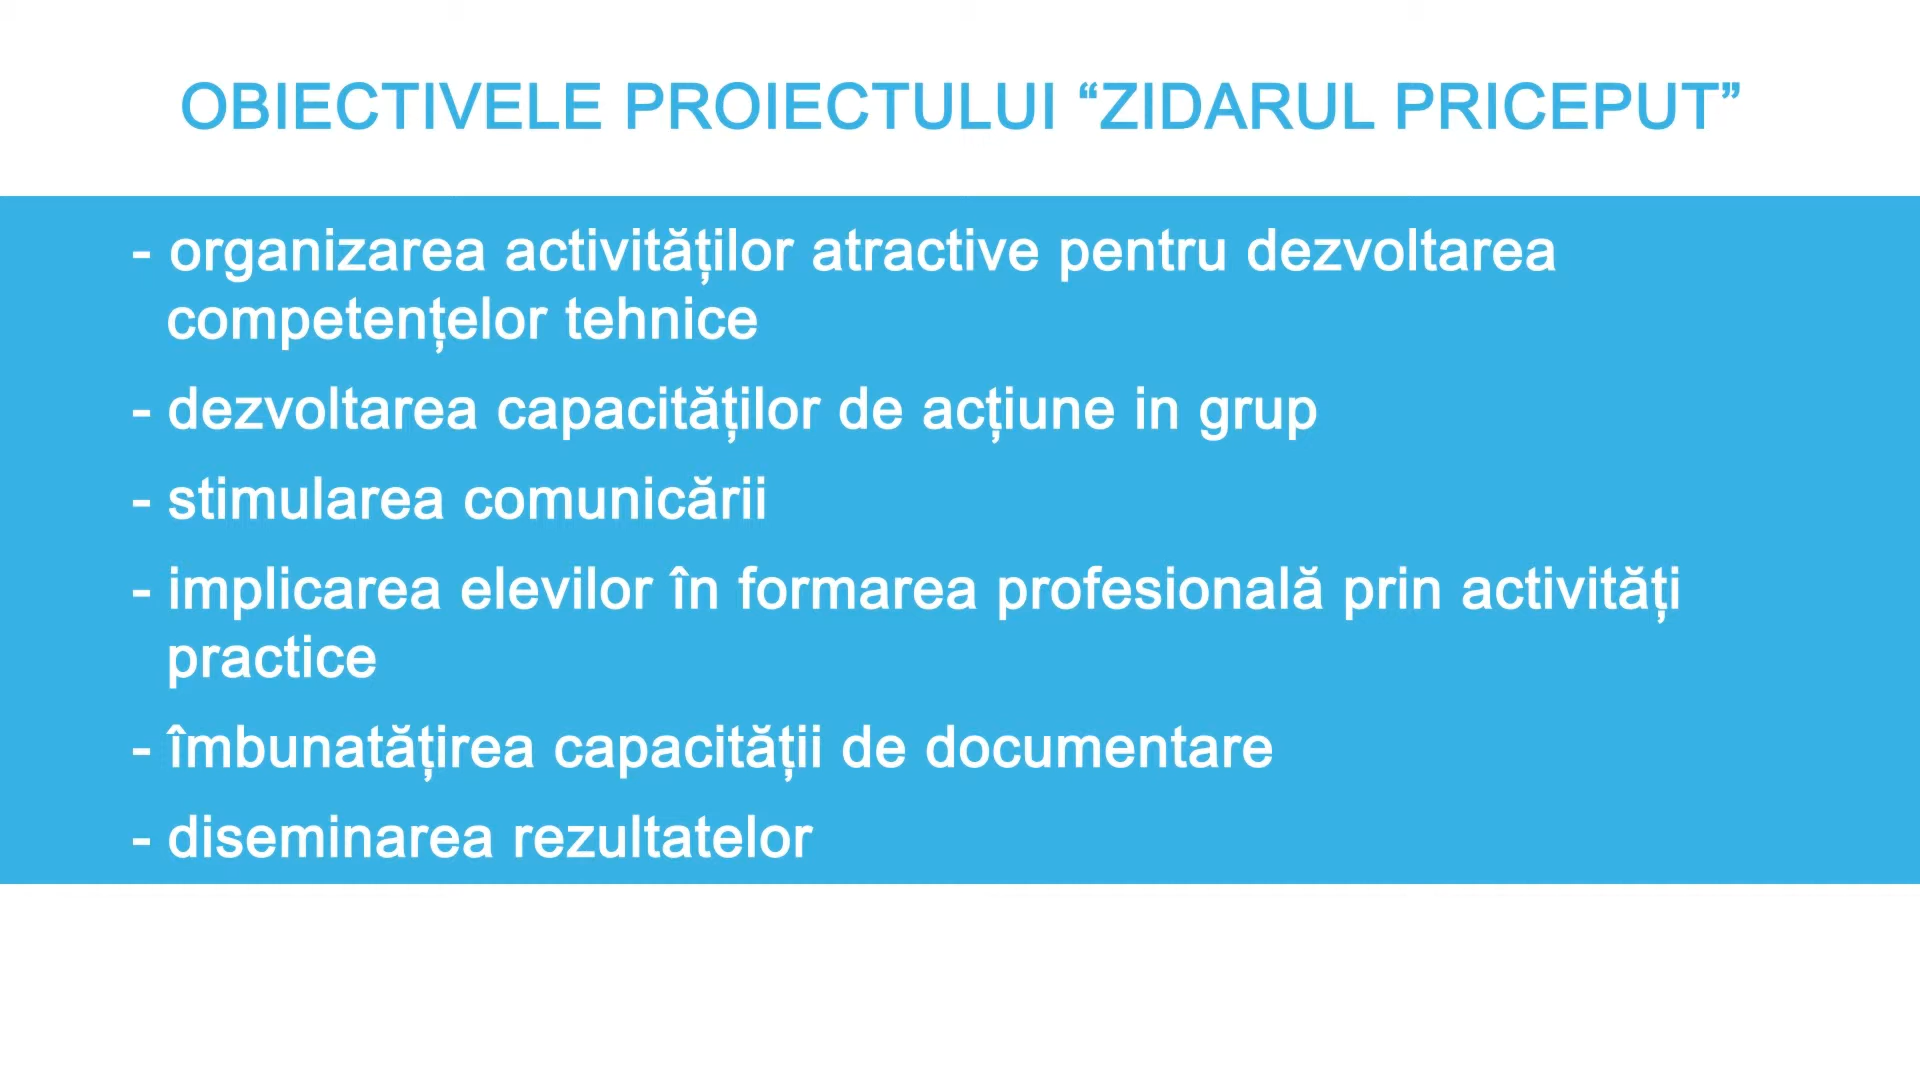 OBIECTIVELE PROIECTULUI “ZIDARUL PRICEPUT”
- organizarea activităților atractive pentru dezvoltarea
competențelor tehnice
- dezvoltarea capacităților de acțiune in grup
- stimularea comunicării
- implicarea elevilor în formarea profesională prin activități
practice
- îmbunatățirea capacității de documentare
- diseminarea rezultatelor